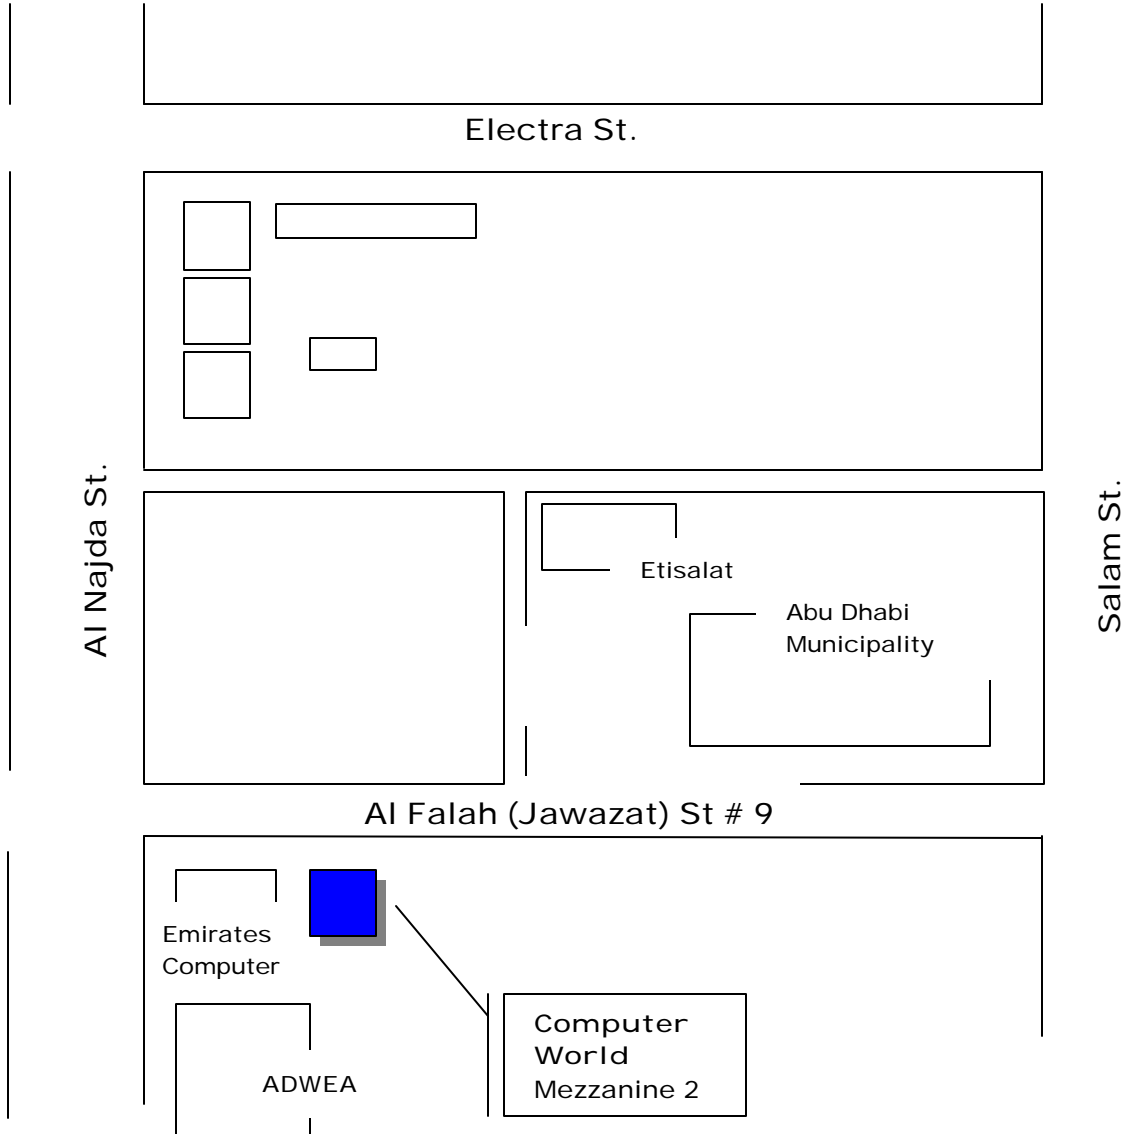 Electra St.
Al Najda St.
Salam St.
Etisalat
Abu Dhabi
Municipality
Al Falah (Jawazat) St # 9
Emirates
Computer
Computer
World
Mezzanine 2
ADWEA